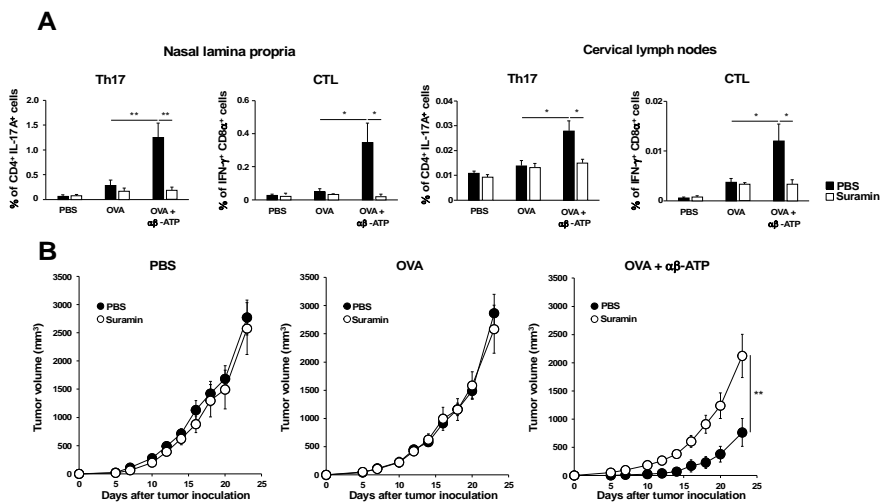 A
Nasal lamina propria
Cervical lymph nodes
Th17
CTL
Th17
CTL
% of CD4+ IL-17A+ cells
1.5
1.2
0.9
0.6
0.3
0.0
** **
PBS
OVA
OVA +
αβ -ATP
% of IFN-γ+ CD8α+ cells
0.6
0.4
0.2
0
* *
PBS
OVA
OVA +
αβ -ATP
% of CD4+ IL-17A+ cells
0.04
0.03
0.02
0.01
0
* *
PBS
OVA
OVA +
αβ -ATP
% of IFN-γ+ CD8α+ cells
0.02
0.01
0
* *
PBS
OVA
OVA +
αβ -ATP
PBS
Suramin
B
PBS
Tumor volume (mm³)
3500
3000
2500
2000
1500
1000
500
0
PBS
Suramin
0 5 10 15 20 25
Days after tumor inoculation
OVA
Tumor volume (mm³)
3500
3000
2500
2000
1500
1000
500
0
PBS
Suramin
0 5 10 15 20 25
Days after tumor inoculation
OVA + αβ-ATP
Tumor volume (mm³)
3500
3000
2500
2000
1500
1000
500
0
PBS
Suramin
**
0 5 10 15 20 25
Days after tumor inoculation